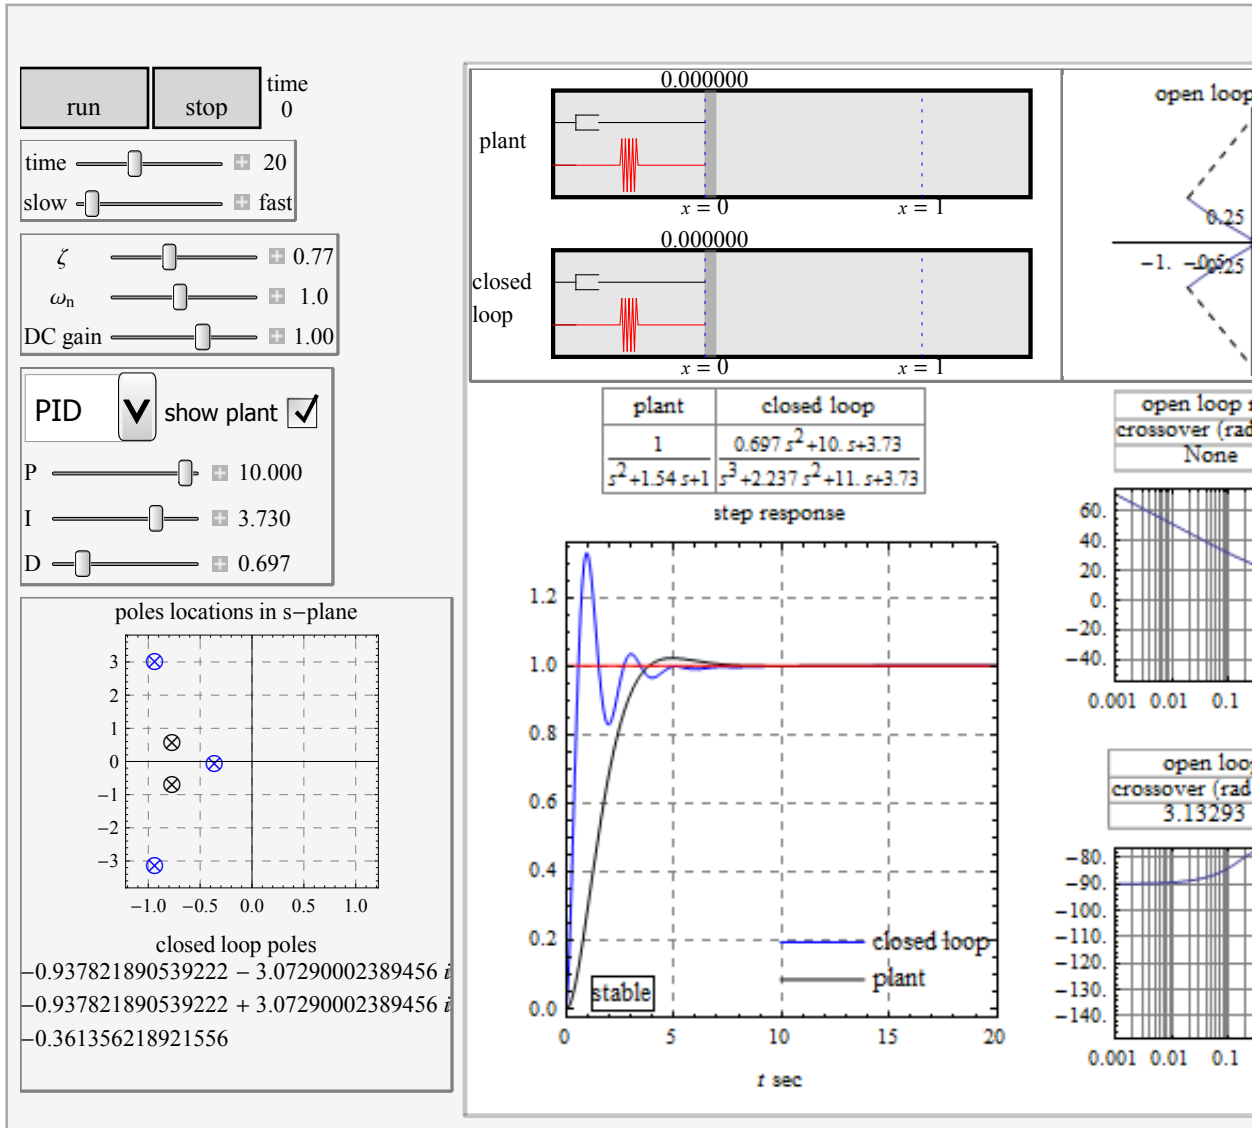 run
stop
time
0
time 20
slow fast
ζ 0.77
ωn 1.0
DC gain 1.00
PID
show plant
P 10.000
I 3.730
D 0.697
poles locations in s−plane
3
2
1
0
−1
−2
−3
−1.0 −0.5 0.0 0.5 1.0
closed loop poles
−0.937821890539222 − 3.07290002389456 i
−0.937821890539222 + 3.07290002389456 i
−0.361356218921556
0.000000
plant
x = 0 x = 1
0.000000
closed
loop
x = 0 x = 1
plant closed loop
1 0.697 s^2+10. s+3.73
s^2+1.54 s+1 s^3+2.237 s^2+11. s+3.73
step response
1.2
1.0
0.8
0.6
0.4
0.2
0.0
closed loop
plant
stable
0 5 10 15 20
t sec
open loop
0.25
−1. −0.5
−0.25
open loop
crossover (rad
None
60.
40.
20.
0.
−20.
−40.
0.001 0.01 0.1
open loop
crossover (rad
3.13293
−80.
−90.
−100.
−110.
−120.
−130.
−140.
0.001 0.01 0.1